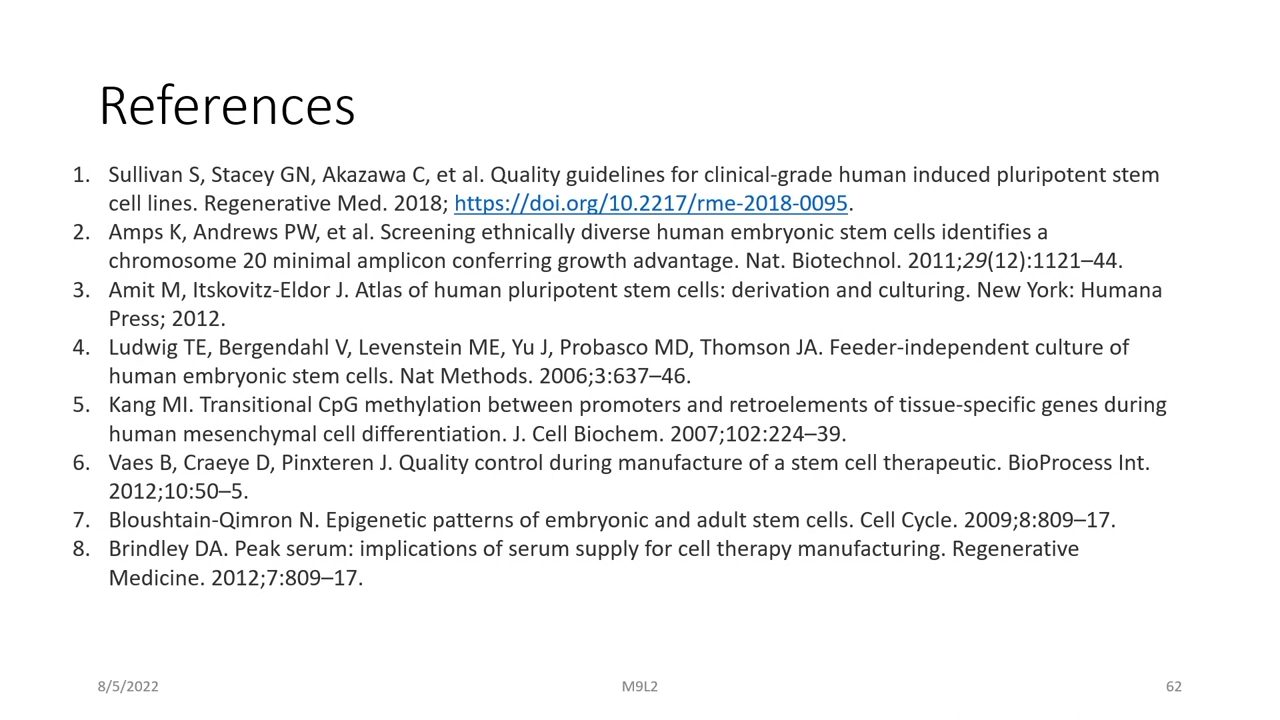 References
1. Sullivan S, Stacey GN, Akazawa C, et al. Quality guidelines for clinical-grade human induced pluripotent stem
cell lines. Regenerative Med. 2018; https://doi.org/10.2217/rme-2018-0095.
2. Amps K, Andrews PW, et al. Screening ethnically diverse human embryonic stem cells identifies a
chromosome 20 minimal amplicon conferring growth advantage. Nat. Biotechnol. 2011;29(12):1121–44.
3. Amit M, Itskovitz-Eldor J. Atlas of human pluripotent stem cells: derivation and culturing. New York: Humana
Press; 2012.
4. Ludwig TE, Bergendahl V, Levenstein ME, Yu J, Probasco MD, Thomson JA. Feeder-independent culture of
human embryonic stem cells. Nat Methods. 2006;3:637–46.
5. Kang MI. Transitional CpG methylation between promoters and retroelements of tissue-specific genes during
human mesenchymal cell differentiation. J. Cell Biochem. 2007;102:224–39.
6. Vaes B, Craeye D, Pinxteren J. Quality control during manufacture of a stem cell therapeutic. BioProcess Int.
2012;10:50–5.
7. Bloushtain-Qimron N. Epigenetic patterns of embryonic and adult stem cells. Cell Cycle. 2009;8:809–17.
8. Brindley DA. Peak serum: implications of serum supply for cell therapy manufacturing. Regenerative
Medicine. 2012;7:809–17.
8/5/2022 M9L2 62